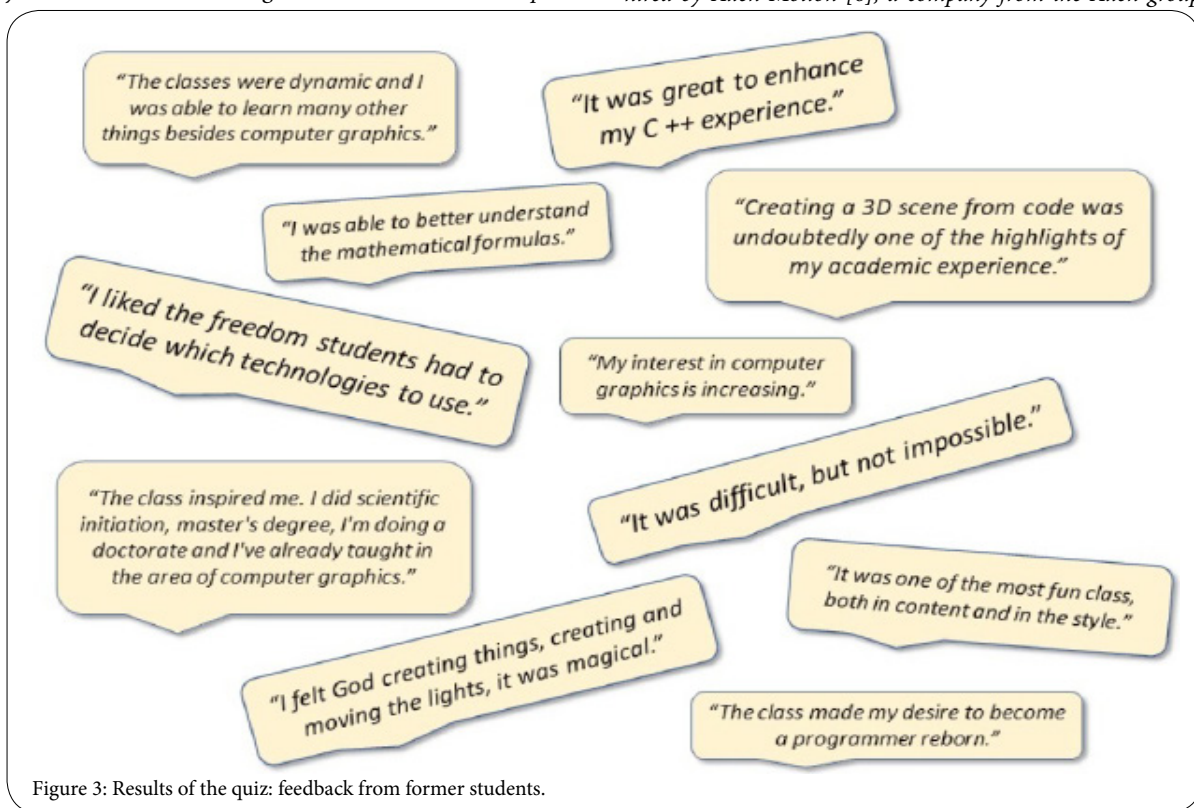 “The classes were dynamic and I
was able to learn many other
things besides computer graphics.”
“It was great to enhance
my C ++ experience.”
“I was able to better understand
the mathematical formulas.”
“Creating a 3D scene from code was
undoubtedly one of the highlights of
my academic experience.”
“I liked the freedom students had to
decide which technologies to use.”
“My interest in computer
graphics is increasing.”
“It was difficult, but not impossible.”
“The class inspired me. I did scientific
initiation, master's degree, I'm doing a
doctorate and I've already taught in
the area of computer graphics.”
“It was one of the most fun class,
both in content and in the style.”
“I felt God creating things, creating and
moving the lights, it was magical.”
“The class made my desire to become
a programmer reborn.”
Figure 3: Results of the quiz: feedback from former students.